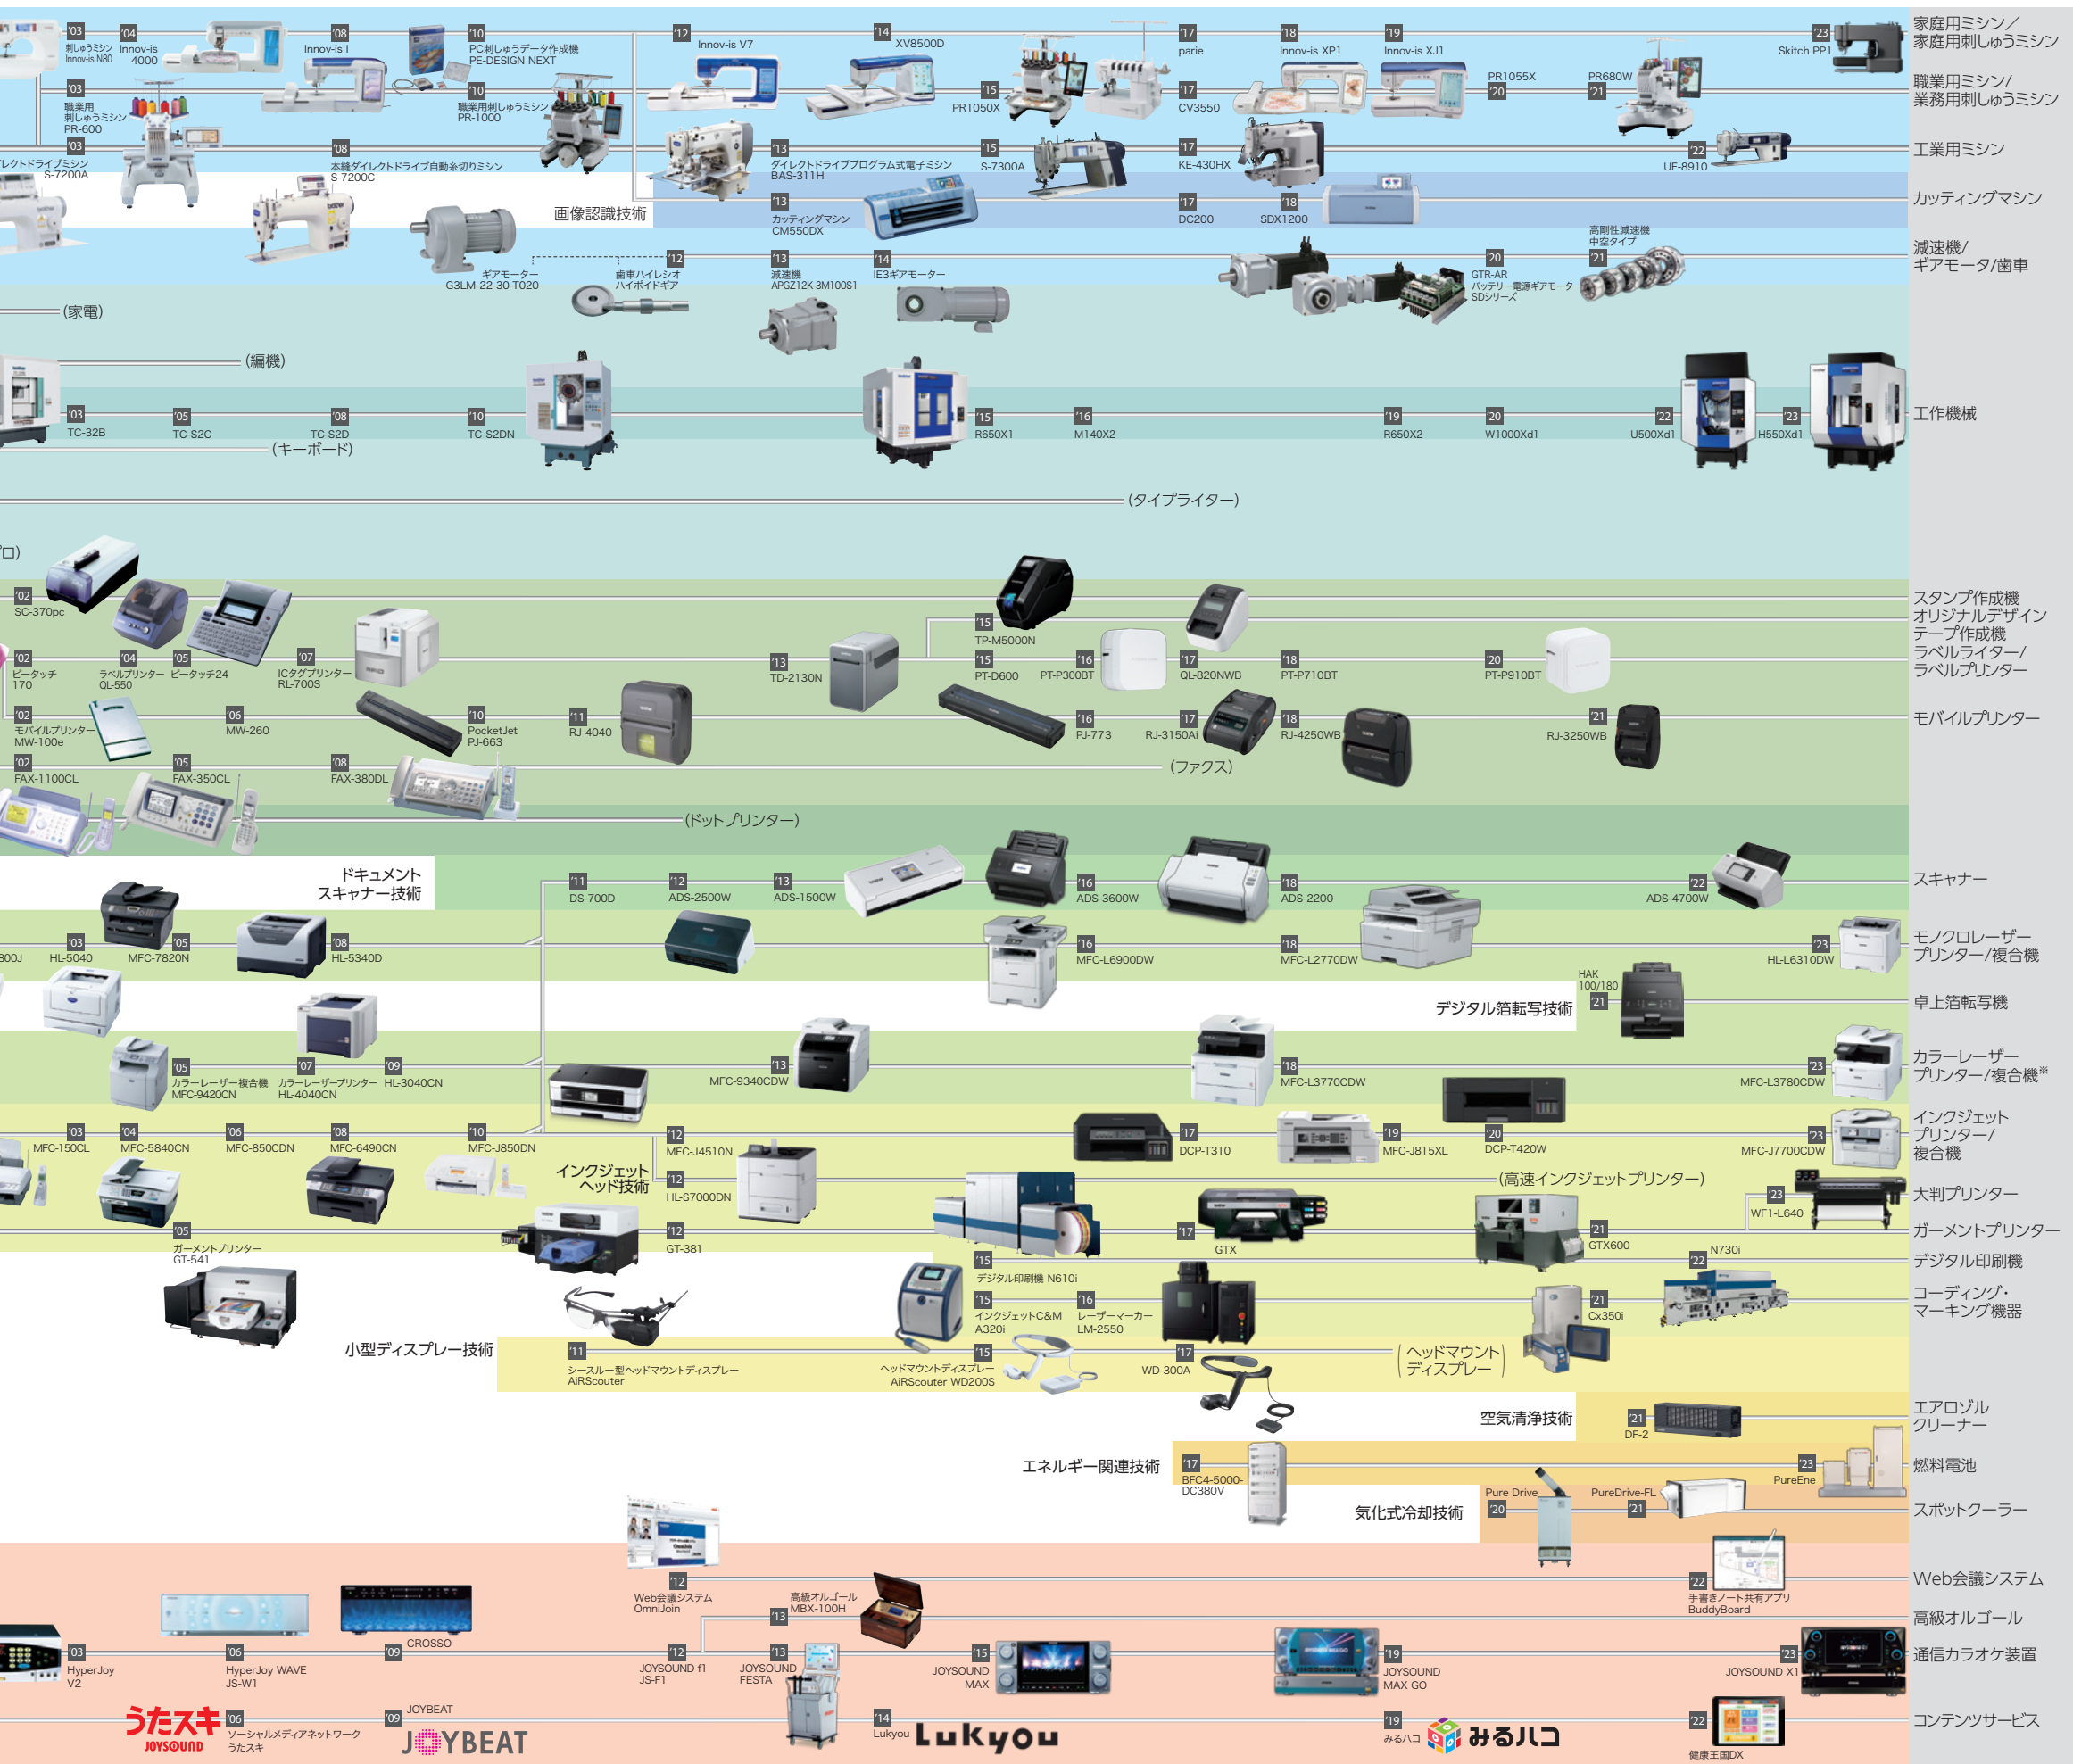 '03
刺しゅうミシン
Innov-is N80
'04
Innov-is
4000
'08
Innov-is I
'10
PC刺しゅうデータ作成機
PE-DESIGN NEXT
'12
Innov-is V7
'14
XV8500D
'17
parie
'18
Innov-is XP1
'19
Innov-is XJ1
'23
Skitch PP1
家庭用ミシン／
家庭用刺しゅうミシン
'03
職業用
刺しゅうミシン
PR-600
'10
職業用刺しゅうミシン
PR-1000
'15
PR1050X
'17
CV3550
PR1055X
'20
PR680W
'21
職業用ミシン/
業務用刺しゅうミシン
'03
レクトドライブミシン
S-7200A
'08
本縫ダイレクトドライブ自動糸切りミシン
S-7200C
'13
ダイレクトドライブプログラム式電子ミシン
BAS-311H
'15
S-7300A
'17
KE-430HX
'22
UF-8910
工業用ミシン
画像認識技術
'13
カッティングマシン
CM550DX
'17
DC200
'18
SDX1200
カッティングマシン
ギアモーター
G3LM-22-30-T020
歯車ハイレシオ
ハイポイドギア
'12
'13
減速機
APGZ12K-3M100S1
'14
IE3ギアモーター
'20
GTR-AR
バッテリー電源ギアモータ
SDシリーズ
高剛性減速機
中空タイプ
'21
減速機/
ギアモータ/歯車
(家電)
(編機)
'03
TC-32B
'05
TC-S2C
'08
TC-S2D
'10
TC-S2DN
'15
R650X1
'16
M140X2
'19
R650X2
'20
W1000Xd1
'22
U500Xd1
'23
H550Xd1
工作機械
(キーボード)
(タイプライター)
プロ)
'02
SC-370pc
スタンプ作成機
'15
TP-M5000N
オリジナルデザイン
テープ作成機
'02
ピータッチ
170
'04
ラベルプリンター
QL-550
'05
ピータッチ24
'07
ICタグプリンター
RL-700S
'13
TD-2130N
'15
PT-D600
'16
PT-P300BT
'17
QL-820NWB
'18
PT-P710BT
'20
PT-P910BT
ラベルライター/
ラベルプリンター
'02
モバイルプリンター
MW-100e
'06
MW-260
'10
PocketJet
PJ-663
'11
RJ-4040
'16
PJ-773
'17
RJ-3150Ai
'18
RJ-4250WB
'21
RJ-3250WB
モバイルプリンター
'02
FAX-1100CL
'05
FAX-350CL
'08
FAX-380DL
(ファクス)
(ドットプリンター)
ドキュメント
スキャナー技術
'11
DS-700D
'12
ADS-2500W
'13
ADS-1500W
'16
ADS-3600W
'18
ADS-2200
'22
ADS-4700W
スキャナー
800J
'03
HL-5040
'05
MFC-7820N
'08
HL-5340D
'16
MFC-L6900DW
'18
MFC-L2770DW
'23
HL-L6310DW
モノクロレーザー
プリンター/複合機
デジタル箔転写技術
HAK
100/180
'21
卓上箔転写機
'05
カラーレーザー複合機
MFC-9420CN
'07
カラーレーザープリンター
HL-4040CN
'09
HL-3040CN
'13
MFC-9340CDW
'18
MFC-L3770CDW
'23
MFC-L3780CDW
カラーレーザー
プリンター/複合機※
'03
MFC-150CL
'04
MFC-5840CN
'06
MFC-850CDN
'08
MFC-6490CN
'10
MFC-J850DN
'12
MFC-J4510N
'17
DCP-T310
'19
MFC-J815XL
'20
DCP-T420W
'23
MFC-J7700CDW
インクジェット
プリンター/
複合機
インクジェット
ヘッド技術
'12
HL-S7000DN
(高速インクジェットプリンター)
'23
WF1-L640
大判プリンター
'05
ガーメントプリンター
GT-541
'12
GT-381
'17
GTX
'21
GTX600
ガーメントプリンター
'15
デジタル印刷機 N610i
'22
N730i
デジタル印刷機
'15
インクジェットC&M
A320i
'16
レーザーマーカー
LM-2550
'21
Cx350i
コーディング・
マーキング機器
小型ディスプレー技術
'11
シースルー型ヘッドマウントディスプレー
AiRScouter
'15
ヘッドマウントディスプレー
AiRScouter WD200S
'17
WD-300A
(ヘッドマウント
ディスプレー)
空気清浄技術
'21
DF-2
エアロゾル
クリーナー
エネルギー関連技術
'17
BFC4-5000-
DC380V
'23
PureEne
燃料電池
気化式冷却技術
Pure Drive
'20
PureDrive-FL
'21
スポットクーラー
'12
Web会議システム
OmniJoin
'22
手書きノート共有アプリ
BuddyBoard
Web会議システム
'13
高級オルゴール
MBX-100H
高級オルゴール
'03
HyperJoy
V2
'06
HyperJoy WAVE
JS-W1
'09
CROSSO
'12
JOYSOUND f1
JS-F1
'13
JOYSOUND
FESTA
'15
JOYSOUND
MAX
'19
JOYSOUND
MAX GO
'23
JOYSOUND X1
通信カラオケ装置
うたスキ
JOYSOUND
'06
ソーシャルメディアネットワーク
うたスキ
'09
JOYBEAT
JOYBEAT
'14
Lukyou
Lukyou
'19
みるハコ
みるハコ
'22
健康王国DX
コンテンツサービス